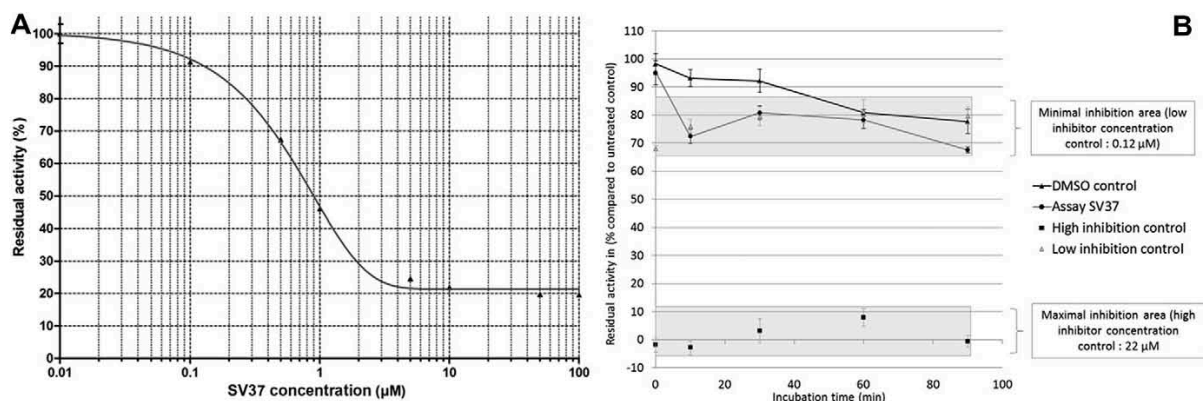 A
Residual activity (%)
100
90
80
70
60
50
40
30
20
10
0
0.01
0.1
1
10
100
SV37 concentration (µM)
B
Residual activity in (% compared to untreated control)
100
90
80
70
60
50
40
30
20
10
0
-10
0
20
40
60
80
100
Incubation time (min)
Minimal inhibition area (low
inhibitor concentration
control : 0.12 µM)
DMSO control
Assay SV37
High inhibition control
Low inhibition control
Maximal inhibition area (high
inhibitor concentration
control : 22 µM